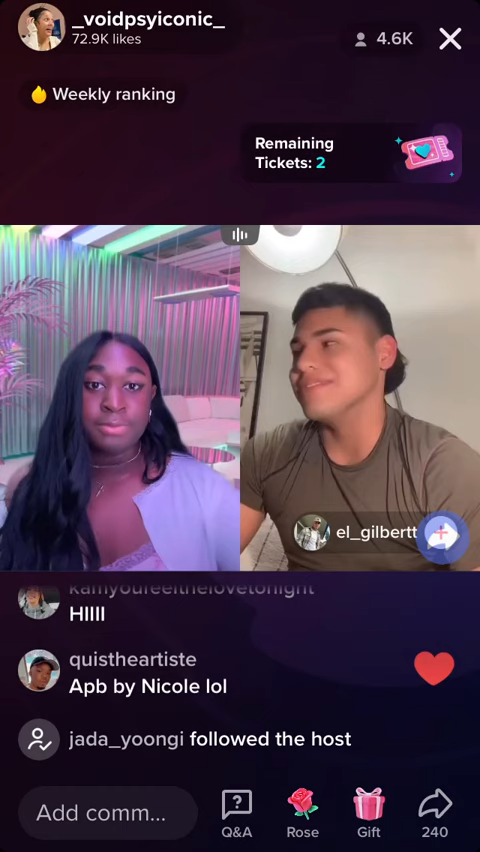 _voidpsyiconic_
72.9K likes
4.6K
Weekly ranking
Remaining
Tickets: 2
el_gilbertt
kamyoufeelthelovetonight
HIIII
quistheartiste
Apb by Nicole lol
jada_yoongi followed the host
Add comm...
Q&A
Rose
Gift
240